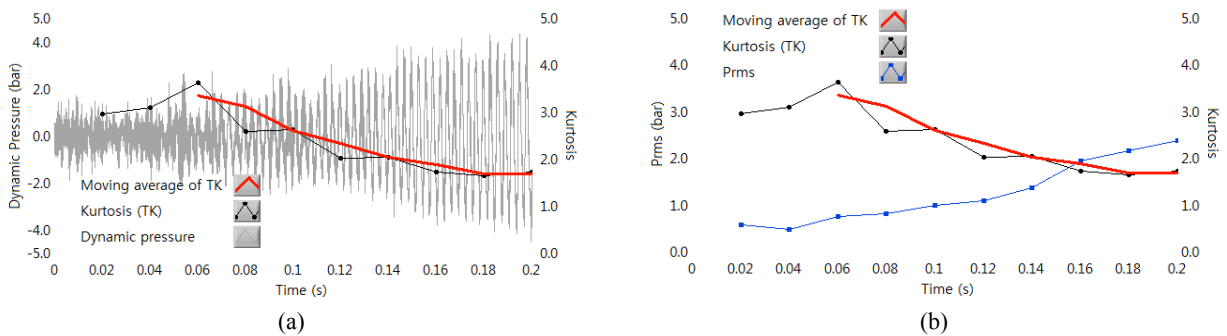 5.0
4.0
2.0
0.0
-2.0
-4.0
-5.0
Dynamic Pressure (bar)
Moving average of TK
Kurtosis (TK)
Dynamic pressure
5.0
4.0
3.0
2.0
1.0
0.0
Kurtosis
0 0.02 0.04 0.06 0.08 0.1 0.12 0.14 0.16 0.18 0.2
Time (s)
(a)
5.0
4.0
3.0
2.0
1.0
0.0
Prms (bar)
Moving average of TK
Kurtosis (TK)
Prms
5.0
4.0
3.0
2.0
1.0
0.0
Kurtosis
0 0.02 0.04 0.06 0.08 0.1 0.12 0.14 0.16 0.18 0.2
Time (s)
(b)